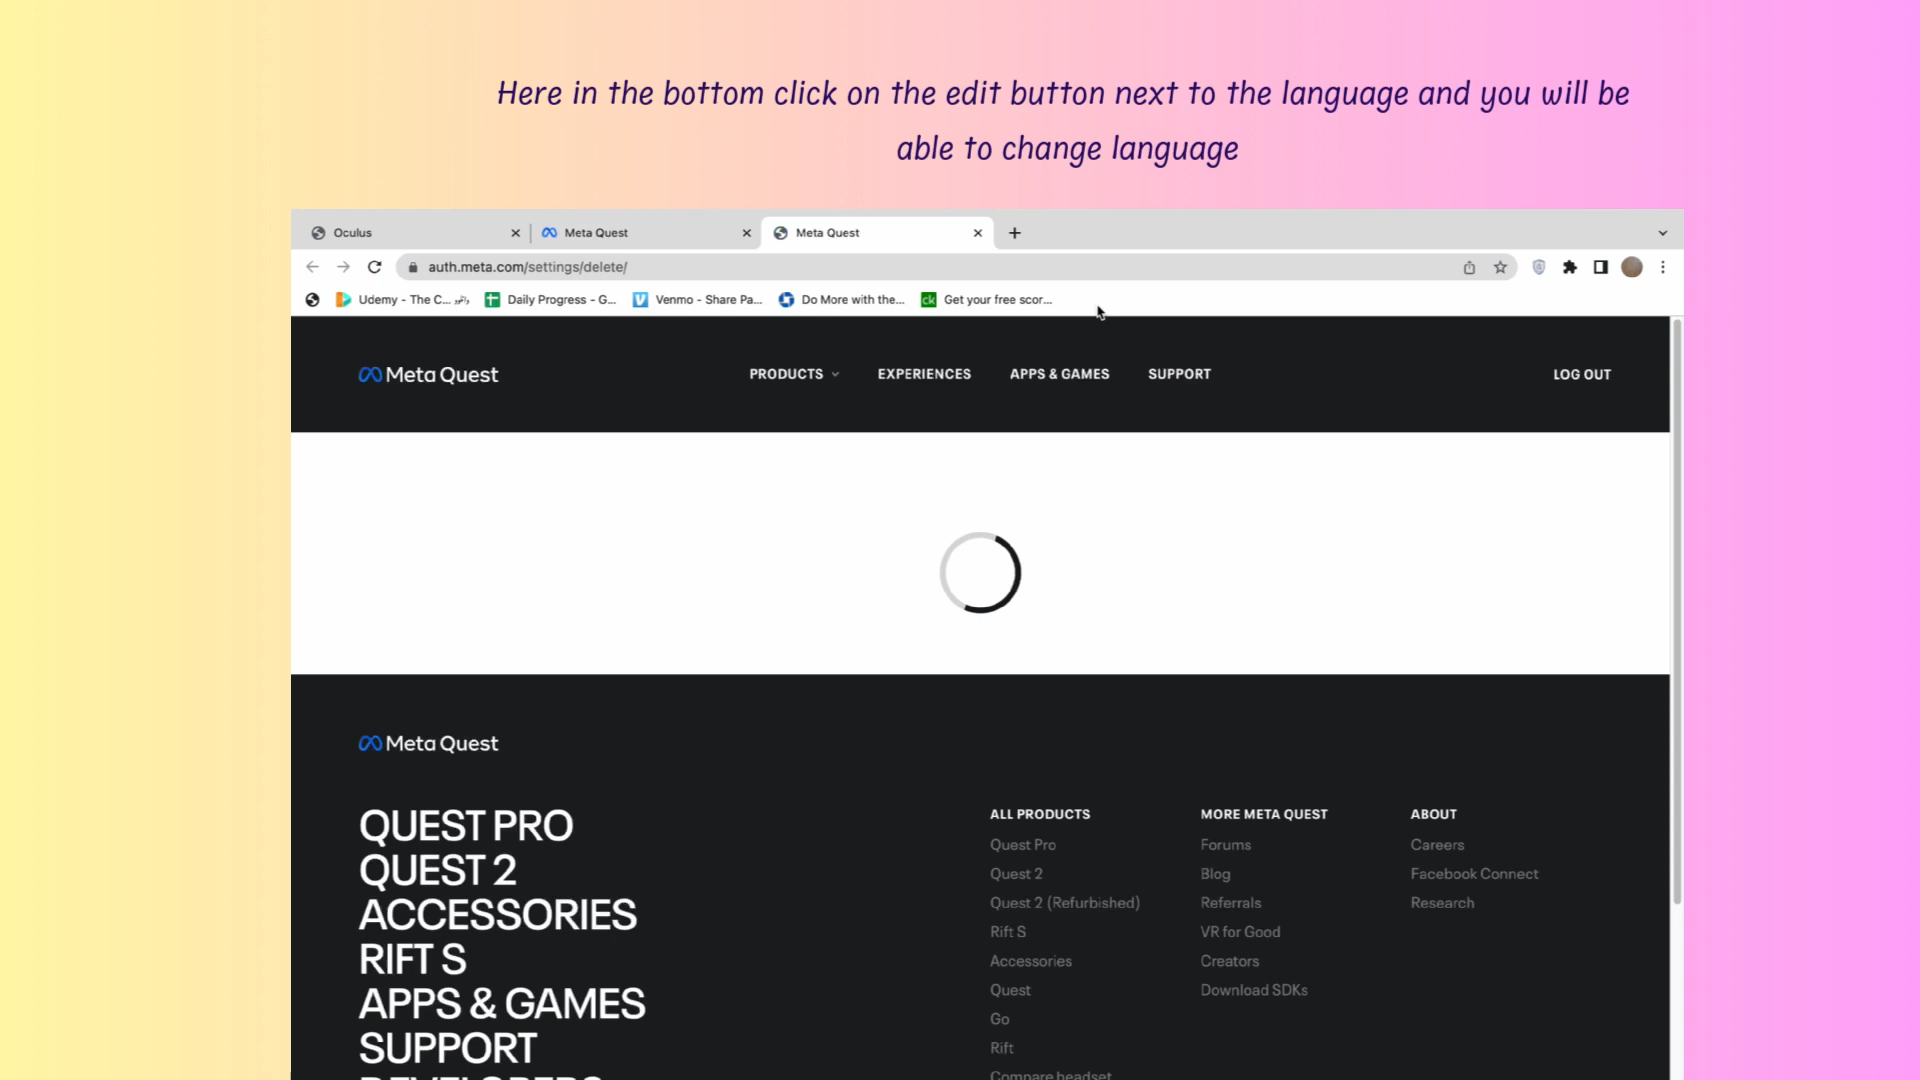 Here in the bottom click on the edit button next to the language and you will be
able to change language
Oculus
Meta Quest
Meta Quest
auth.meta.com/settings/delete/
Udemy - The C...
Daily Progress - G...
Venmo - Share Pa...
Do More with the...
ck
Get your free scor...
Meta Quest
PRODUCTS
EXPERIENCES
APPS & GAMES
SUPPORT
LOG OUT
Meta Quest
QUEST PRO
QUEST 2
ACCESSORIES
RIFT S
APPS & GAMES
SUPPORT
DEVELOPERS
ALL PRODUCTS
Quest Pro
Quest 2
Quest 2 (Refurbished)
Rift S
Accessories
Quest
Go
Rift
Compare headset
MORE META QUEST
Forums
Blog
Referrals
VR for Good
Creators
Download SDKs
ABOUT
Careers
Facebook Connect
Research